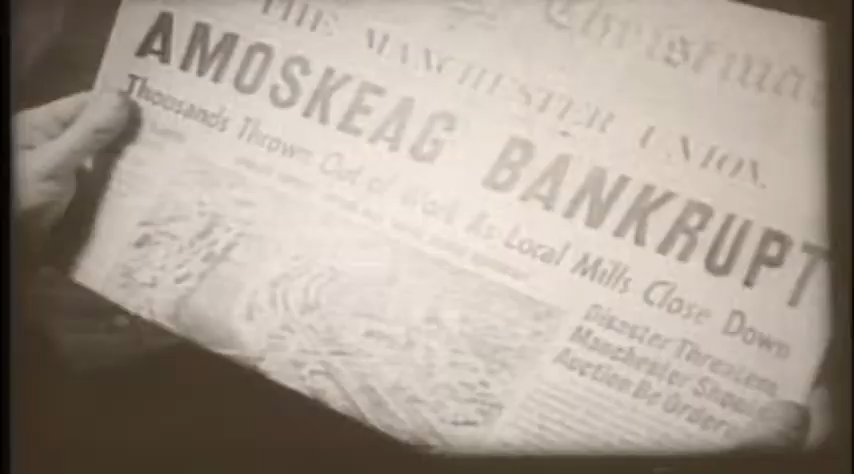 Christmas
THE MANCHESTER UNION
AMOSKEAG BANKRUPT
Thousands Thrown Out of Work As Local Mills Close Down
Disaster Threatens
Manchester Should
Auction Be Ordered